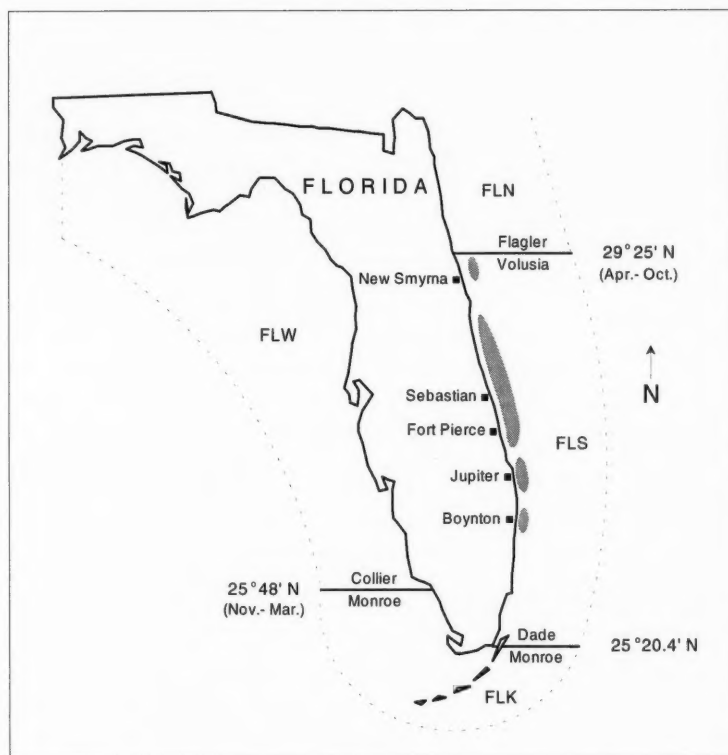 FLORIDA
FLN
Flagler
29°25' N
Volusia
(Apr.- Oct.)
New Smyrna
FLW
N
Sebastian
Fort Pierce
FLS
Jupiter
Boynton
Collier
25°48' N
Monroe
(Nov.- Mar.)
Dade
25°20.4' N
Monroe
FLK